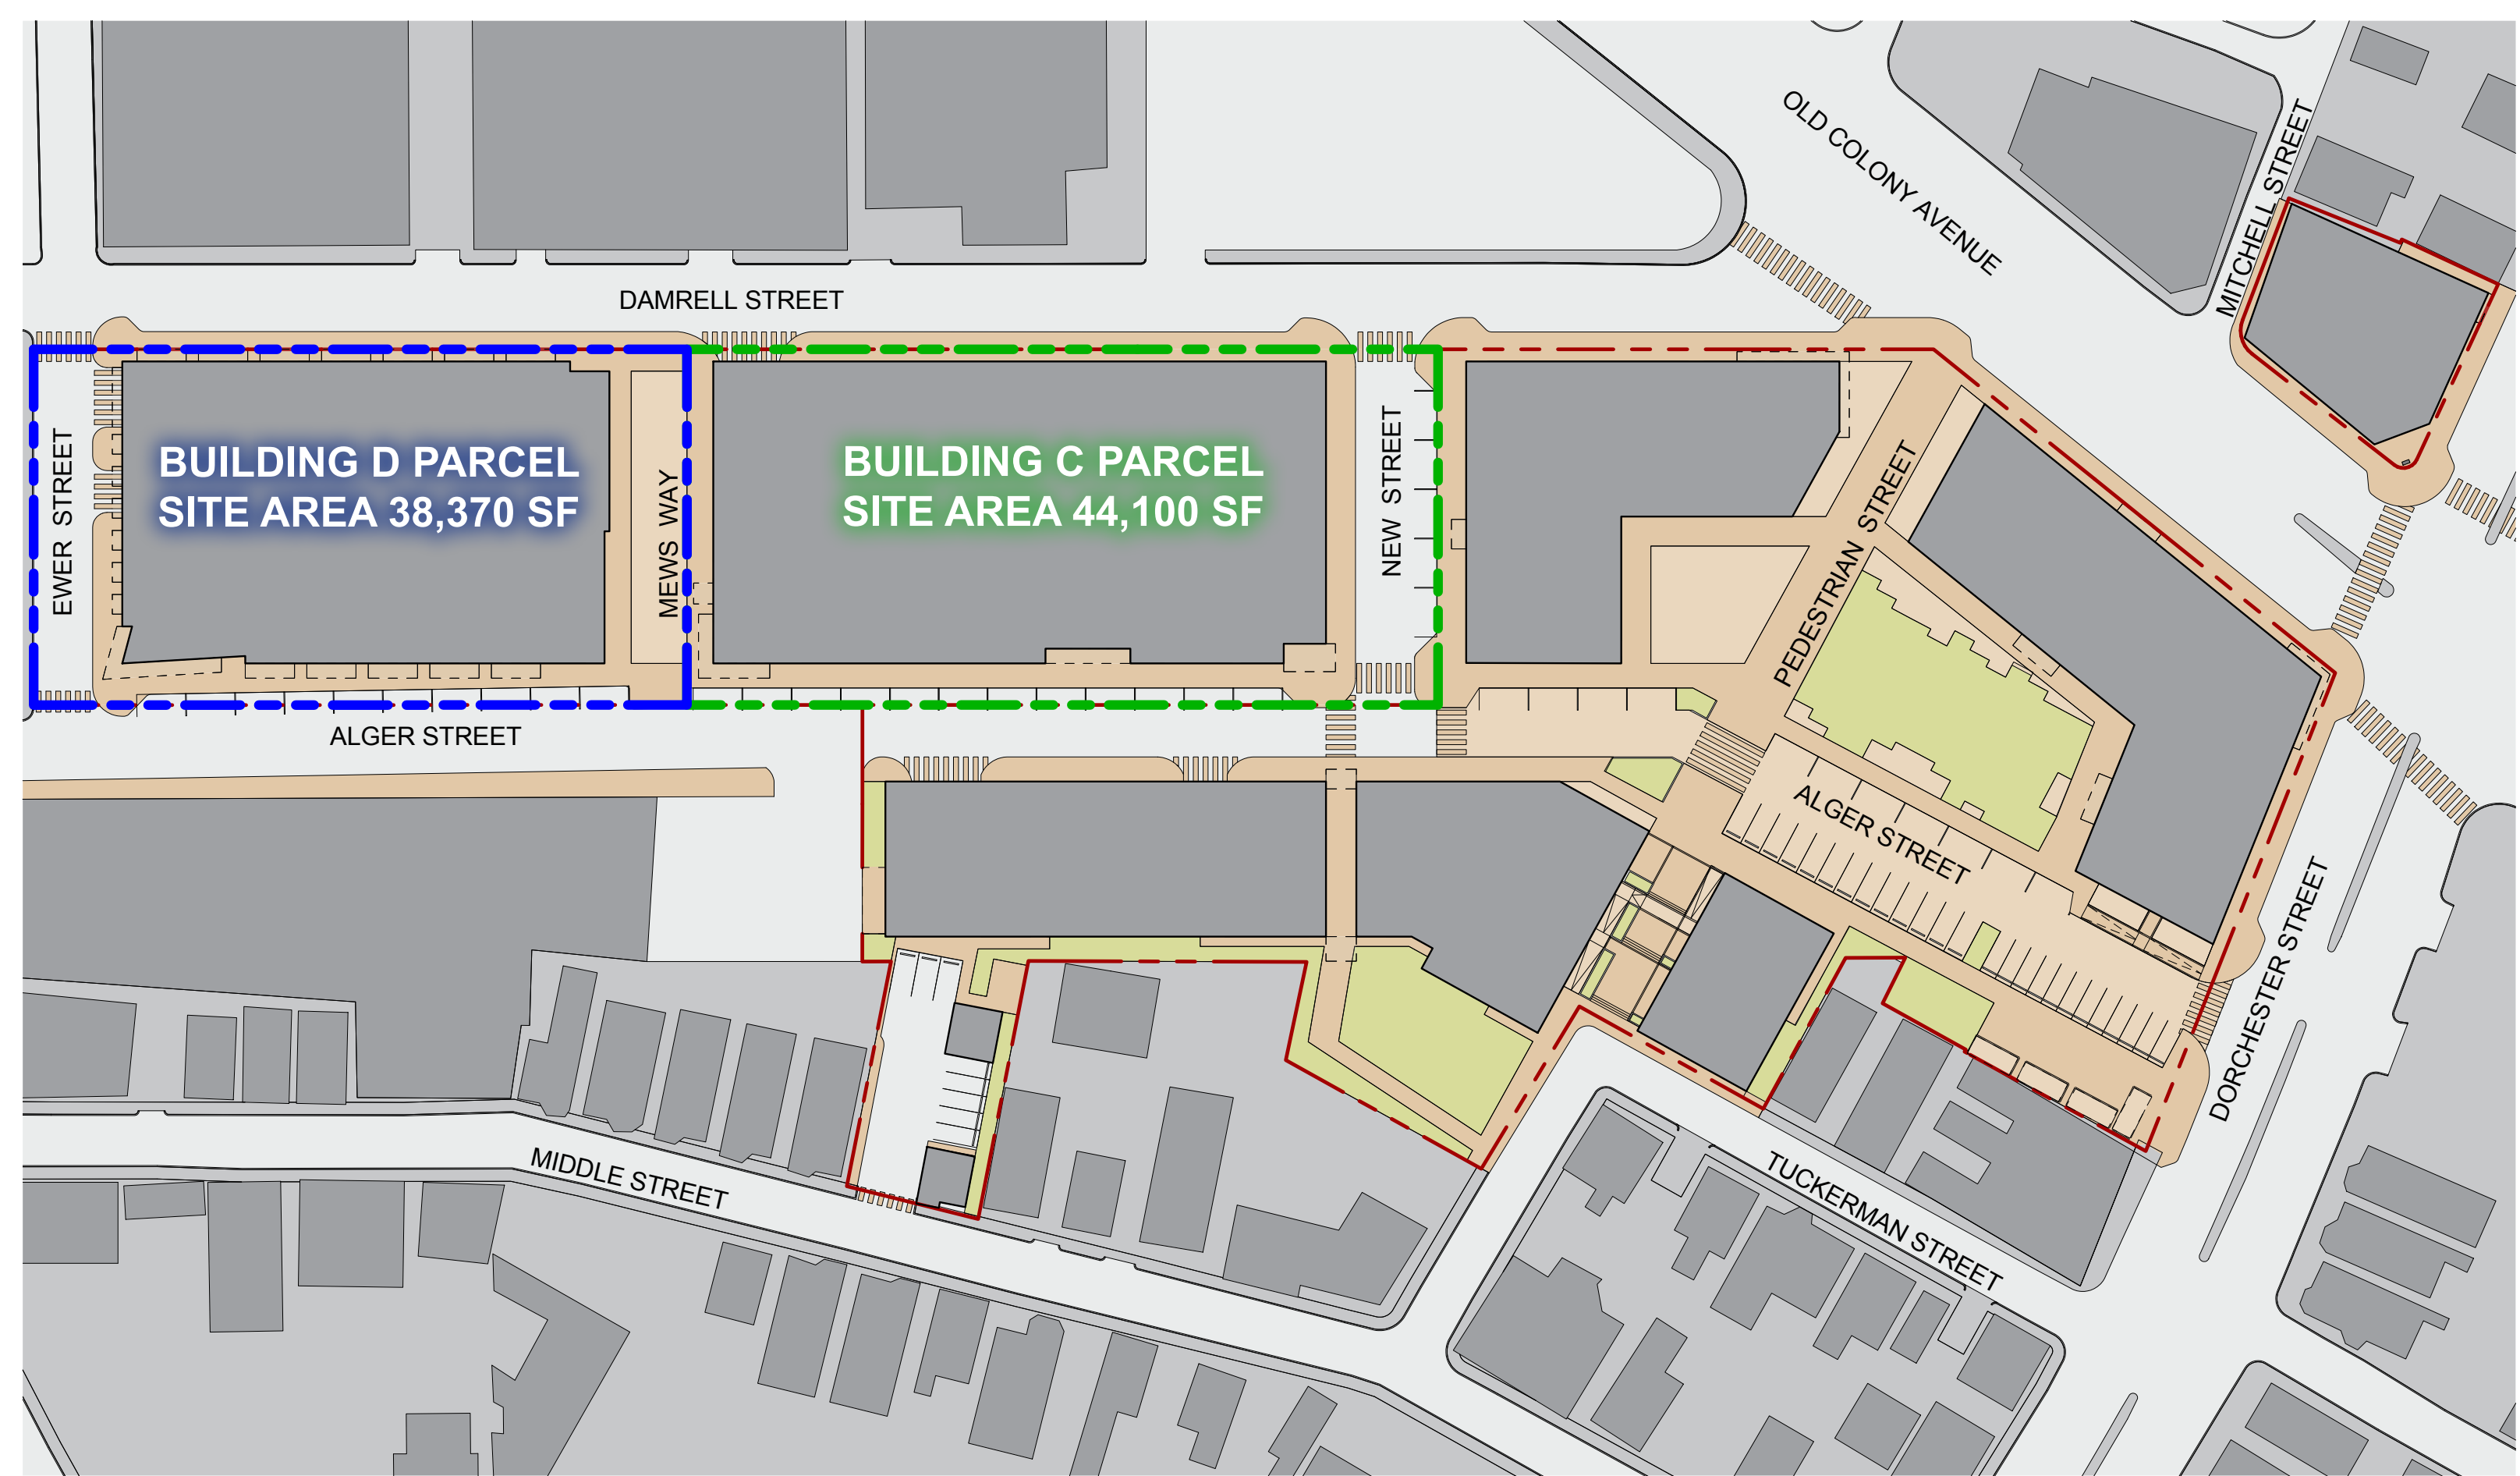 OLD COLONY AVENUE
MITCHELL STREET
DAMRELL STREET
EWER STREET
BUILDING D PARCEL
SITE AREA 38,370 SF
MEWS WAY
BUILDING C PARCEL
SITE AREA 44,100 SF
NEW STREET
PEDESTRIAN STREET
ALGER STREET
ALGER STREET
DORCHESTER STREET
MIDDLE STREET
TUCKERMAN STREET